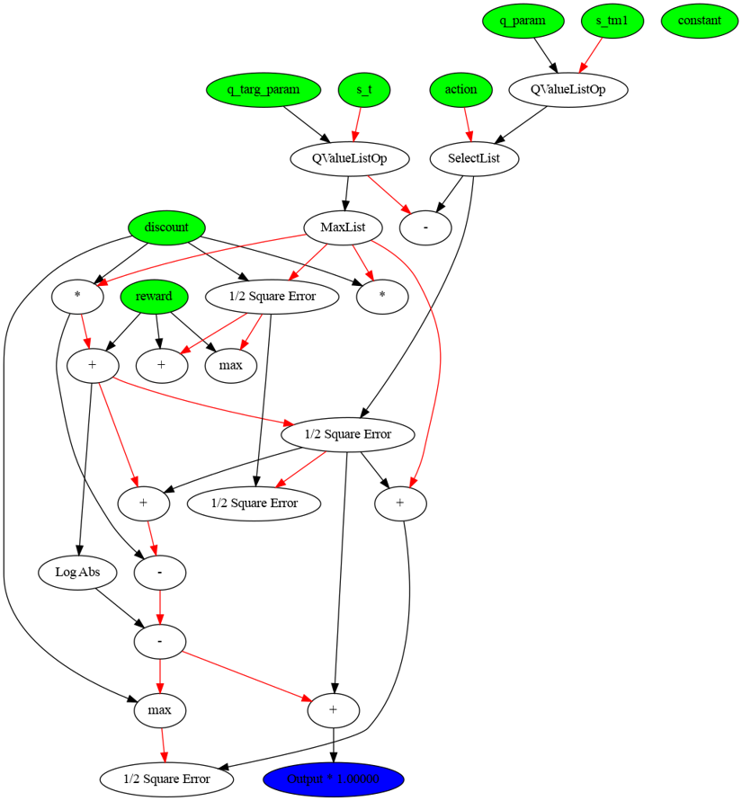 q_param
s_tm1
constant
q_targ_param
s_t
action
QValueListOp
QValueListOp
SelectList
discount
MaxList
-
*
reward
1/2 Square Error
*
+
+
max
1/2 Square Error
+
1/2 Square Error
+
Log Abs
-
-
max
+
1/2 Square Error
Output * 1.00000